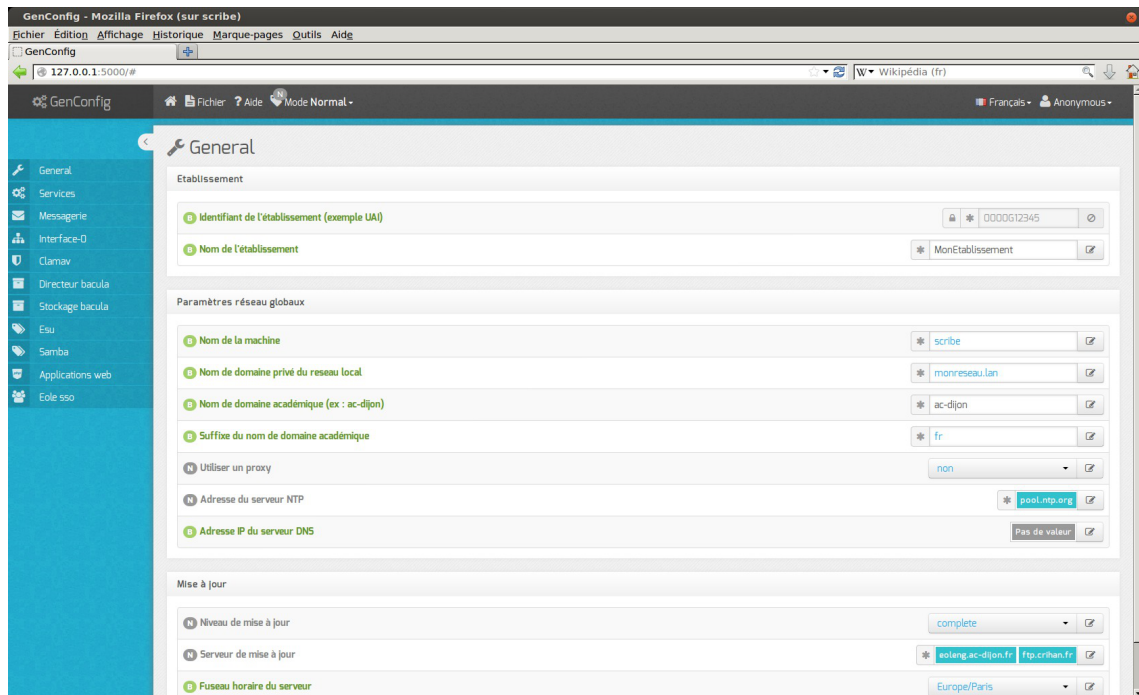 GenConfig - Mozilla Firefox (sur scribe)
Fichier Édition Affichage Historique Marque-pages Outils Aide
GenConfig
127.0.0.1:5000/#
W Wikipédia (fr)
GenConfig Fichier ? Aide N Mode Normal Français Anonymous
General
General
Etablissement
Services
Messagerie
Interface-0
Clamav
Directeur bacula
Stockage bacula
Esu
Samba
Applications web
Eole sso
B Identifiant de l'établissement (exemple UAI) 0000G12345
B Nom de l'établissement MonEtablissement
Paramètres réseau globaux
B Nom de la machine scribe
B Nom de domaine privé du reseau local monreseau.lan
B Nom de domaine académique (ex : ac-dijon) ac-dijon
B Suffixe du nom de domaine académique fr
N Utiliser un proxy non
N Adresse du serveur NTP pool.ntp.org
B Adresse IP du serveur DNS Pas de valeur
Mise à jour
N Niveau de mise à jour complete
N Serveur de mise à jour eoleng.ac-dijon.fr ftp.crihan.fr
B Fuseau horaire du serveur Europe/Paris